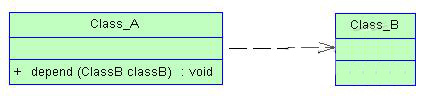 Class_A
Class_B
+ depend (ClassB classB) : void